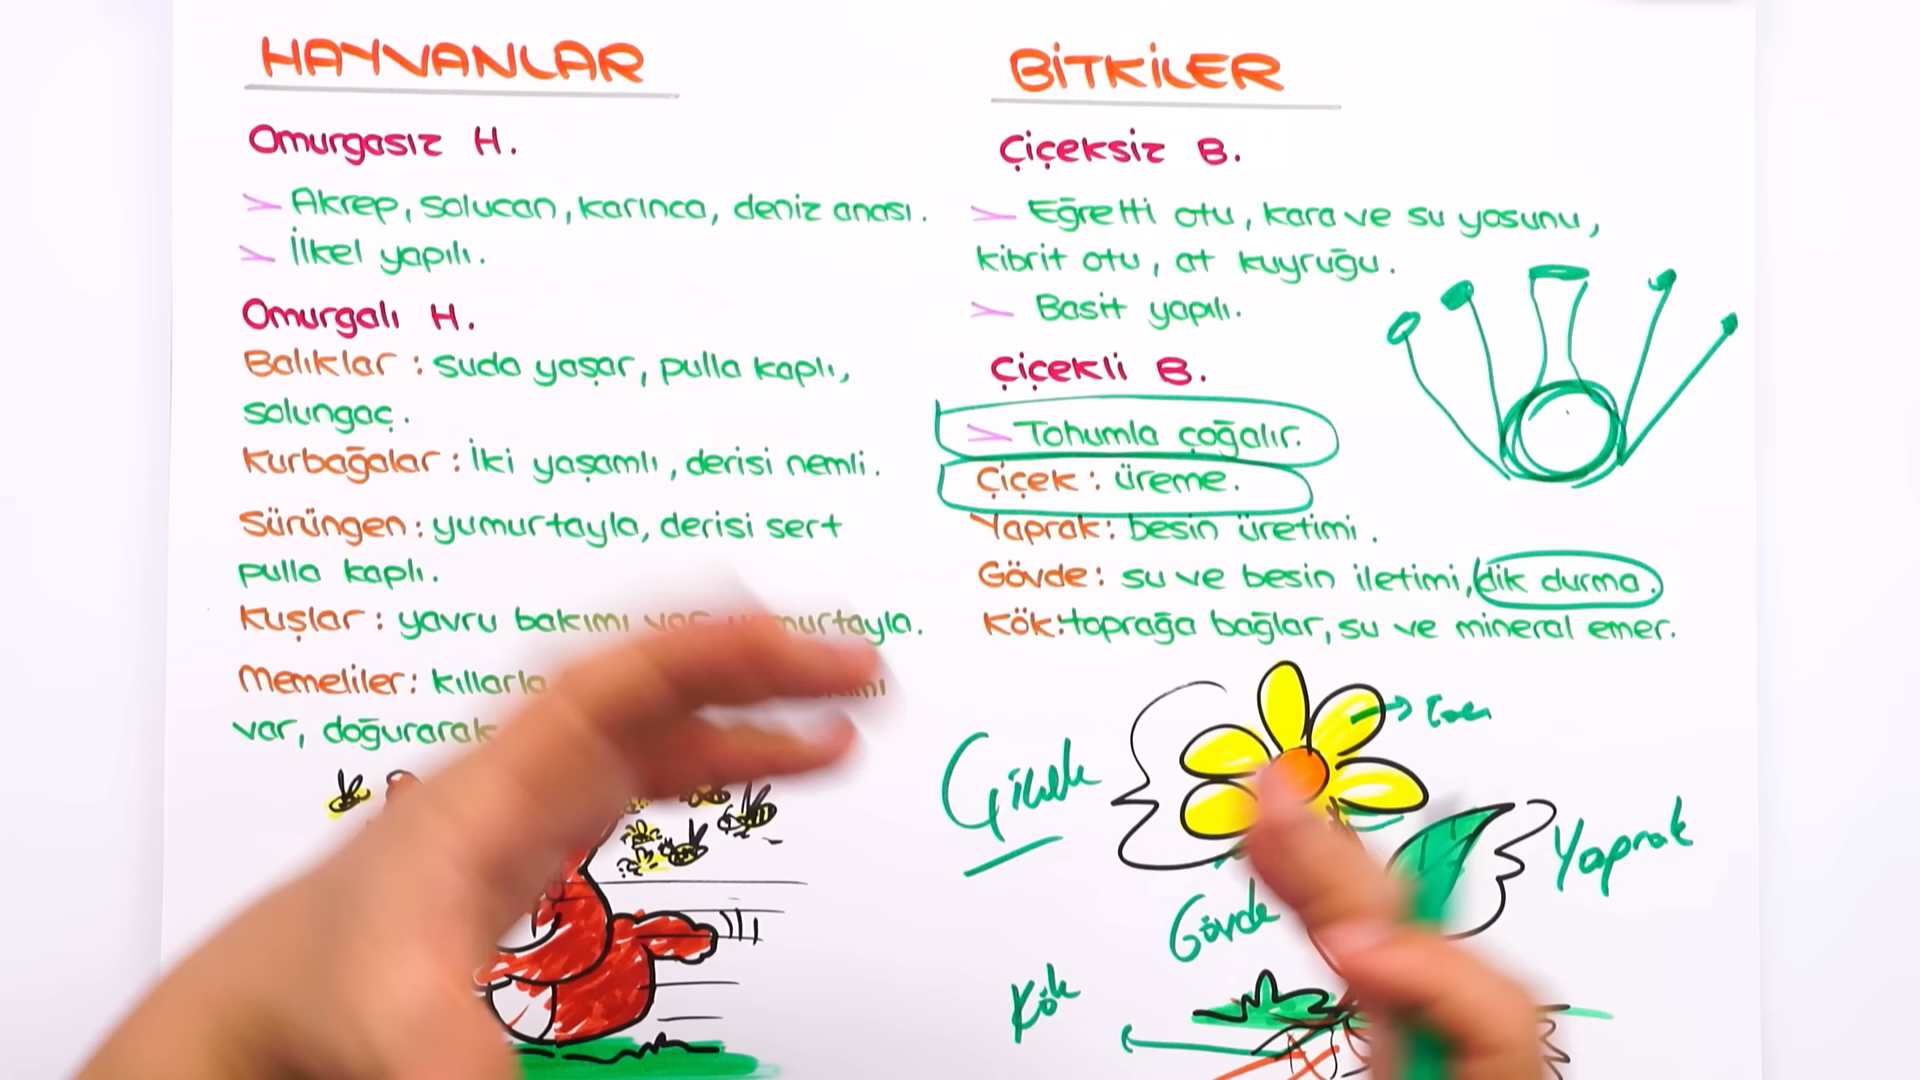 HAYVANLAR
Omurgasız H.
Akrep, solucan, karınca, deniz anası.
İlkel yapılı.
Omurgalı H.
Balıklar : suda yaşar, pulla kaplı,
solungaç.
Kurbağalar : İki yaşamlı, derisi nemli.
Sürüngen : yumurtayla, derisi sert
pulla kaplı.
Kuşlar : yavru bakımı var yumurtayla.
Memeliler : kıllarla
var, doğurarak
BİTKİLER
Çiçeksiz B.
Eğrelti otu, kara ve su yosunu,
kibrit otu, at kuyruğu.
Basit yapılı.
Çiçekli B.
Tohumla çoğalır.
Çiçek : üreme.
Yaprak : besin üretimi.
Gövde : su ve besin iletimi, dik durma.
Kök : toprağa bağlar, su ve mineral emer.
Çiçek
Yaprak
Gövde
Kök